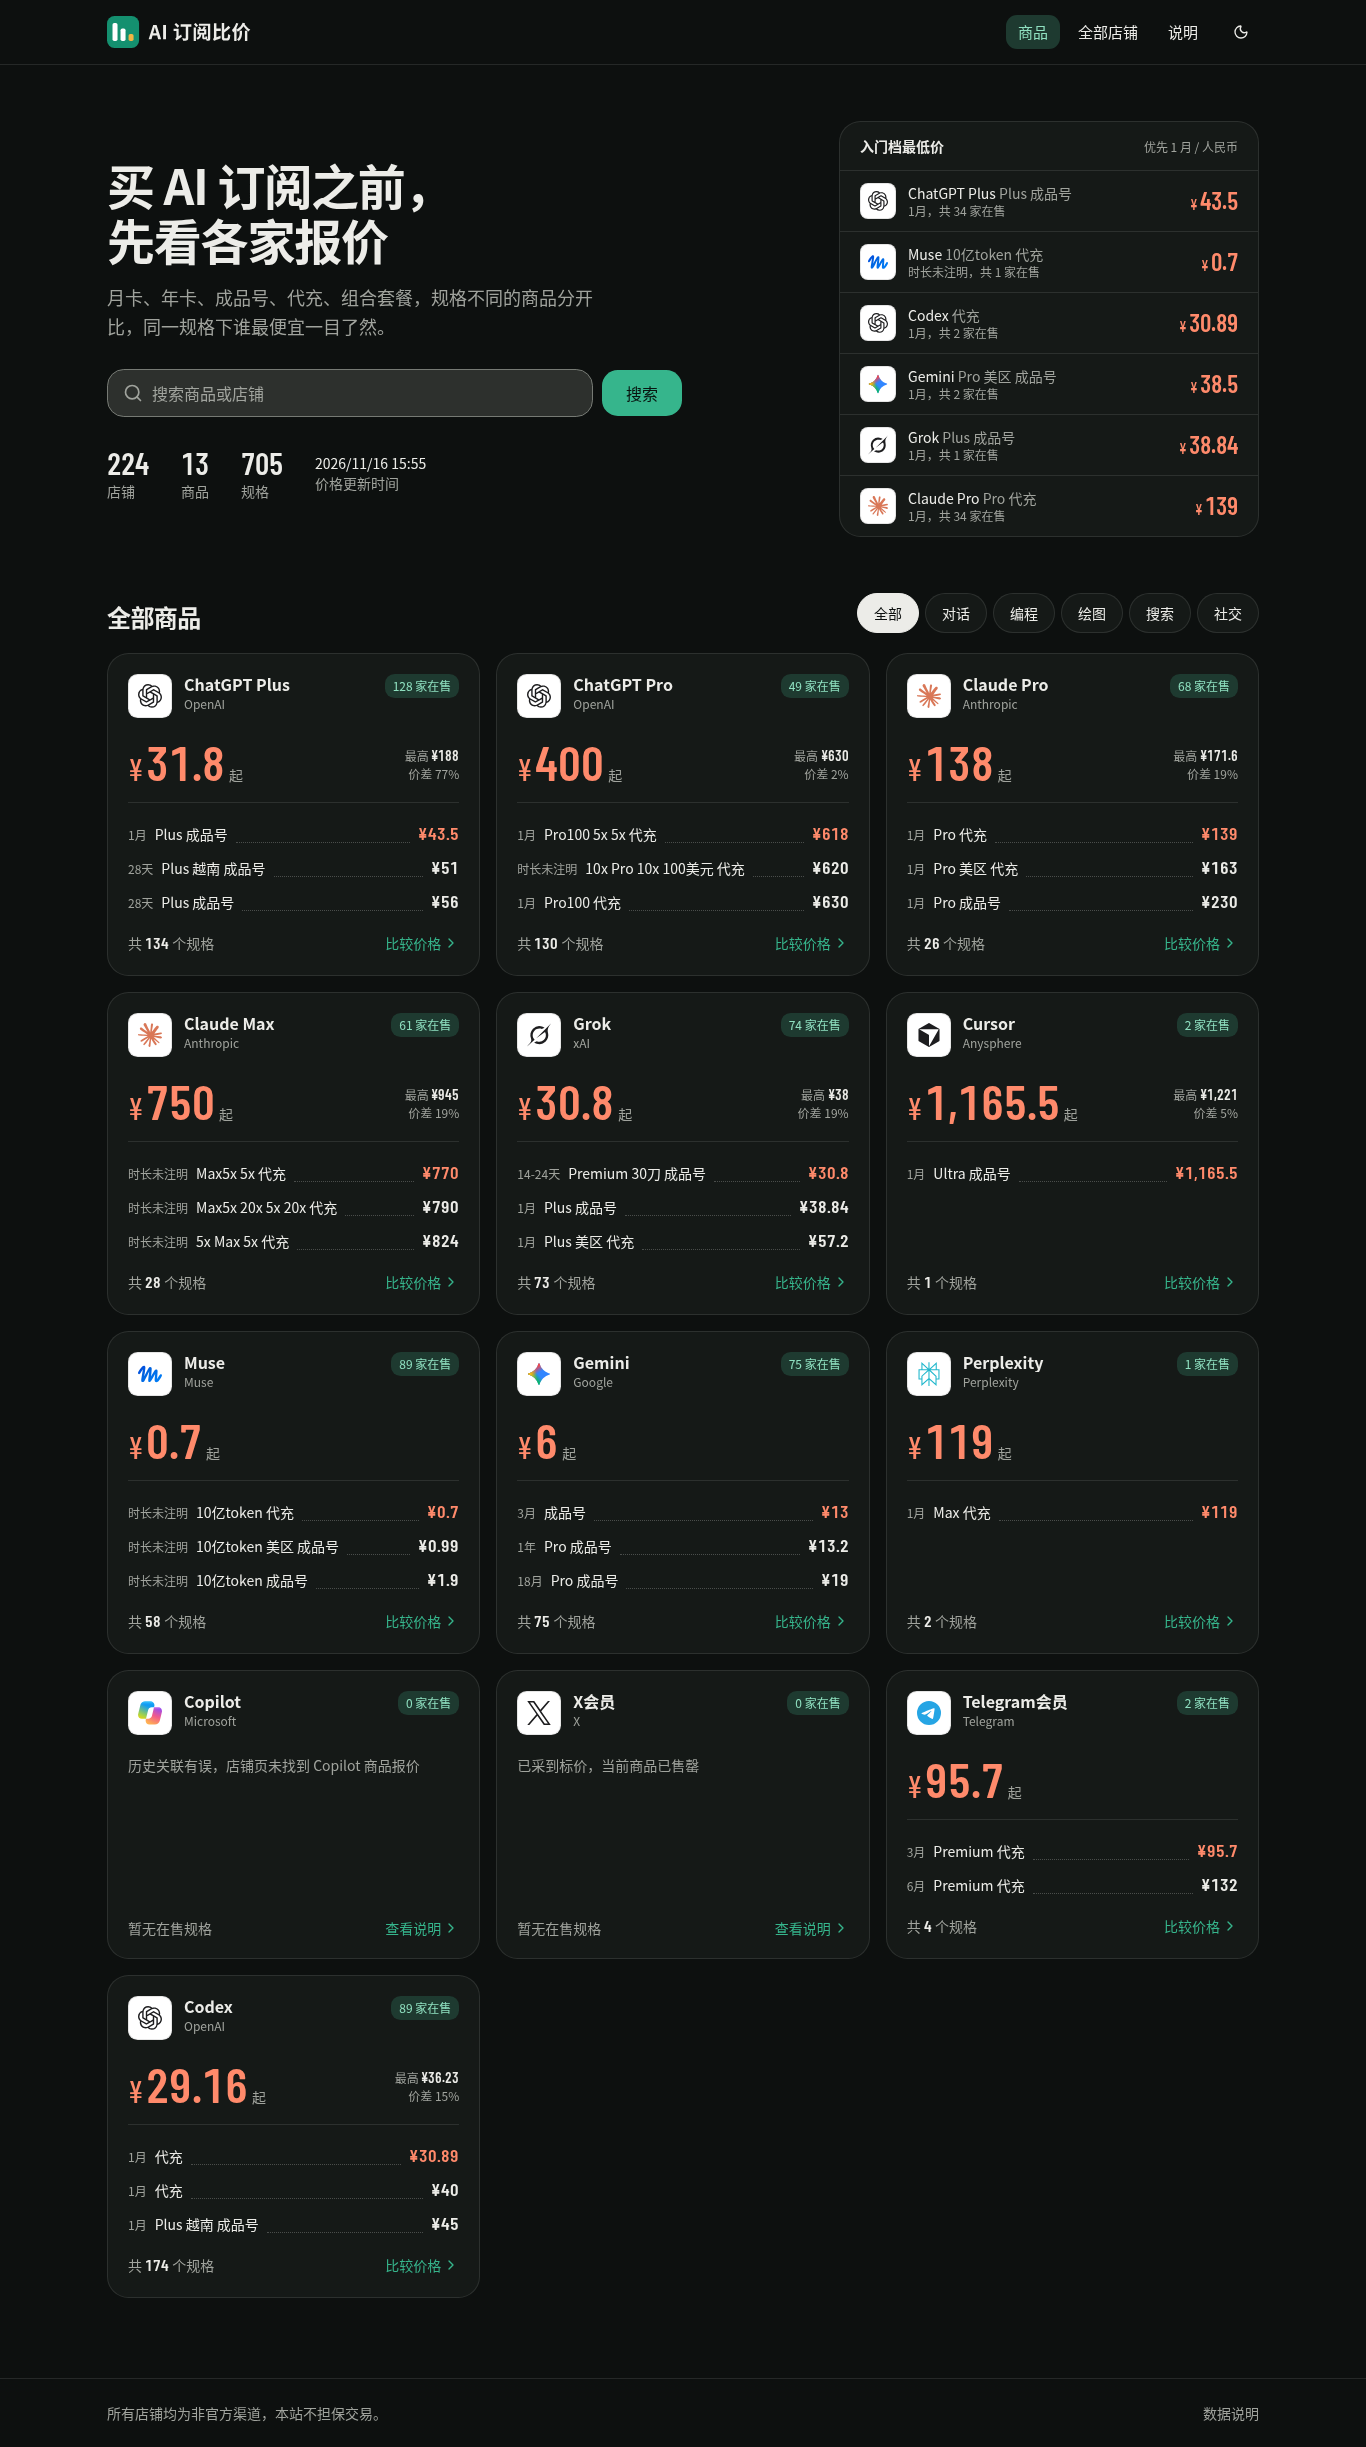 AI 订阅比价
商品 全部店铺 说明
买 AI 订阅之前，
先看各家报价
月卡、年卡、成品号、代充、组合套餐，规格不同的商品分开
比，同一规格下谁最便宜一目了然。
搜索商品或店铺 搜索
224 13 705 2026/11/16 15:55
店铺 商品 规格 价格更新时间
入门档最低价 优先 1 月 / 人民币
ChatGPT Plus Plus 成品号 ¥43.5
1月，共 34 家在售
Muse 10亿token 代充 ¥0.7
时长未注明，共 1 家在售
Codex 代充 ¥30.89
1月，共 2 家在售
Gemini Pro 美区 成品号 ¥38.5
1月，共 2 家在售
Grok Plus 成品号 ¥38.84
1月，共 1 家在售
Claude Pro Pro 代充 ¥139
1月，共 34 家在售
全部商品
全部 对话 编程 绘图 搜索 社交
ChatGPT Plus 128 家在售
OpenAI
¥31.8 起 最高 ¥188
价差 77%
1月 Plus 成品号 ¥43.5
28天 Plus 越南 成品号 ¥51
28天 Plus 成品号 ¥56
共 134 个规格 比较价格
ChatGPT Pro 49 家在售
OpenAI
¥400 起 最高 ¥630
价差 2%
1月 Pro100 5x 5x 代充 ¥618
时长未注明 10x Pro 10x 100美元 代充 ¥620
1月 Pro100 代充 ¥630
共 130 个规格 比较价格
Claude Pro 68 家在售
Anthropic
¥138 起 最高 ¥171.6
价差 19%
1月 Pro 代充 ¥139
1月 Pro 美区 代充 ¥163
1月 Pro 成品号 ¥230
共 26 个规格 比较价格
Claude Max 61 家在售
Anthropic
¥750 起 最高 ¥945
价差 19%
时长未注明 Max5x 5x 代充 ¥770
时长未注明 Max5x 20x 5x 20x 代充 ¥790
时长未注明 5x Max 5x 代充 ¥824
共 28 个规格 比较价格
Grok 74 家在售
xAI
¥30.8 起 最高 ¥38
价差 19%
14-24天 Premium 30刀 成品号 ¥30.8
1月 Plus 成品号 ¥38.84
1月 Plus 美区 代充 ¥57.2
共 73 个规格 比较价格
Cursor 2 家在售
Anysphere
¥1,165.5 起 最高 ¥1,221
价差 5%
1月 Ultra 成品号 ¥1,165.5
共 1 个规格 比较价格
Muse 89 家在售
Muse
¥0.7 起
时长未注明 10亿token 代充 ¥0.7
时长未注明 10亿token 美区 成品号 ¥0.99
时长未注明 10亿token 成品号 ¥1.9
共 58 个规格 比较价格
Gemini 75 家在售
Google
¥6 起
3月 成品号 ¥13
1年 Pro 成品号 ¥13.2
18月 Pro 成品号 ¥19
共 75 个规格 比较价格
Perplexity 1 家在售
Perplexity
¥119 起
1月 Max 代充 ¥119
共 2 个规格 比较价格
Copilot 0 家在售
Microsoft
历史关联有误，店铺页未找到 Copilot 商品报价
暂无在售规格 查看说明
X会员 0 家在售
X
已采到标价，当前商品已售罄
暂无在售规格 查看说明
Telegram会员 2 家在售
Telegram
¥95.7 起
3月 Premium 代充 ¥95.7
6月 Premium 代充 ¥132
共 4 个规格 比较价格
Codex 89 家在售
OpenAI
¥29.16 起 最高 ¥36.23
价差 15%
1月 代充 ¥30.89
1月 代充 ¥40
1月 Plus 越南 成品号 ¥45
共 174 个规格 比较价格
所有店铺均为非官方渠道，本站不担保交易。 数据说明